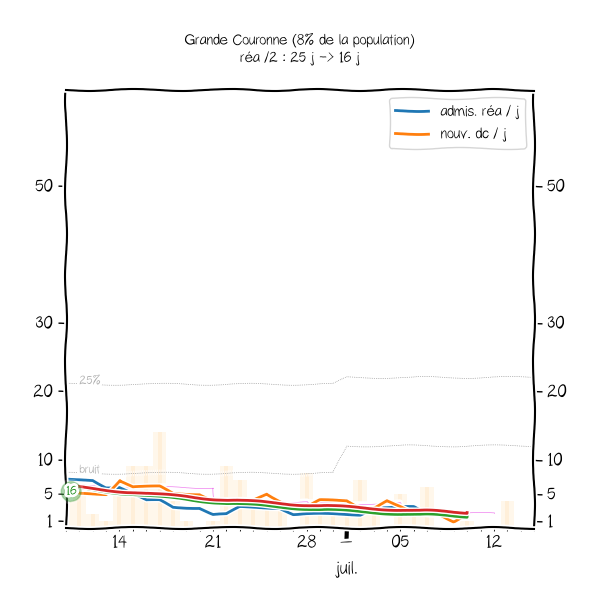 Grande Couronne (8% de la population)
réa /2 : 25 j -> 16 j
admis. réa / j
nouv. dc / j
50 50
30 30
20 20
10 10
5 5
1 1
25%
bruit
16
14 21 28 1 05 12
juil.